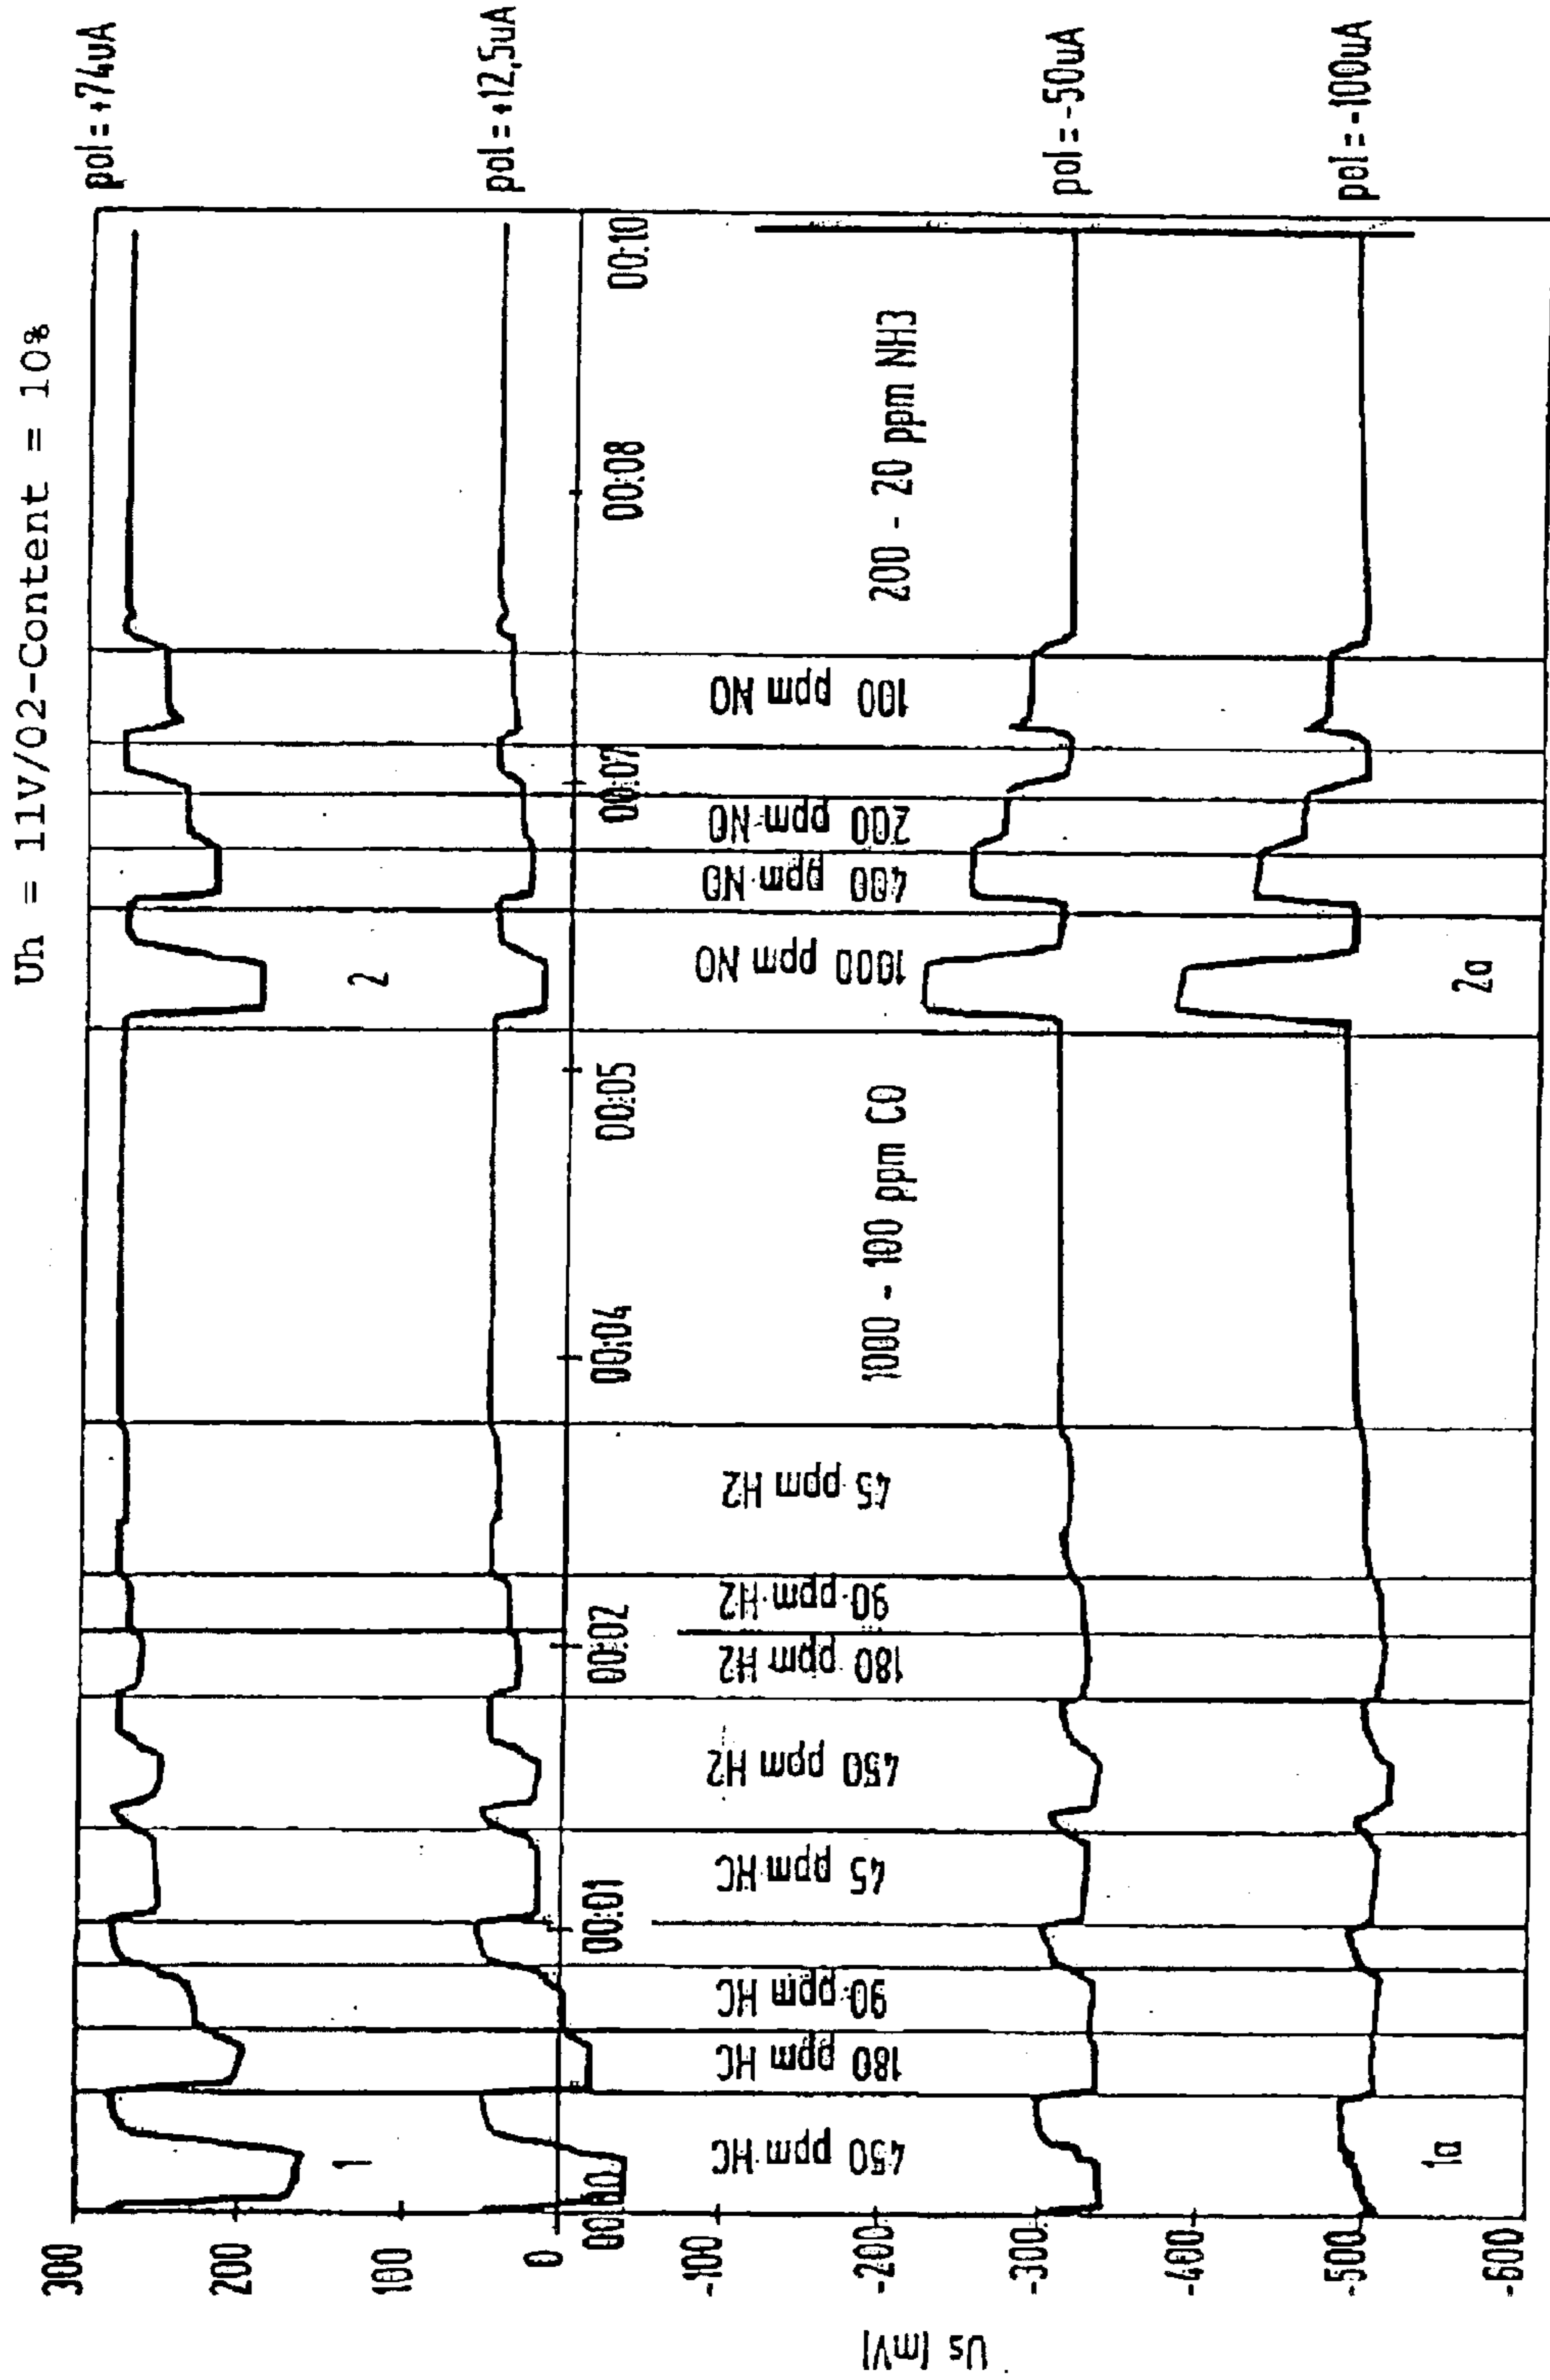 Uh = 11V/O2-Content = 10%
pol=+74uA
pol=+12,5uA
pol=-50uA
pol=-100uA
Us [mV]
300
200
100
0
-100
-200
-300
-400
-500
-600
00:01
00:02
00:04
00:05
00:07
00:08
00:10
450 ppm HC
180 ppm HC
90 ppm HC
45 ppm HC
450 ppm H2
180 ppm H2
90 ppm H2
45 ppm H2
1000 - 100 ppm CO
1000 ppm NO
400 ppm NO
200 ppm NO
100 ppm NO
200 - 20 ppm NH3
1
2
1a
2a